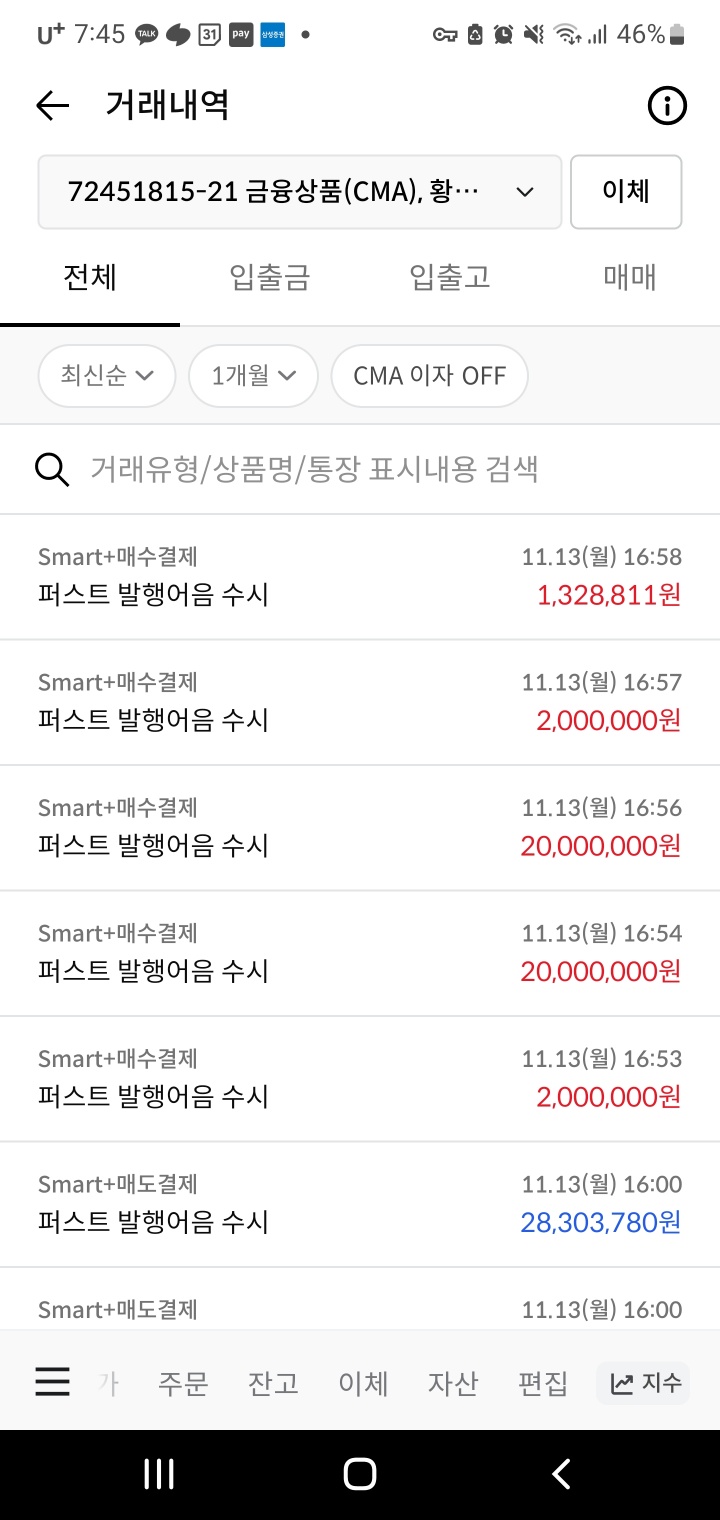 U+ 7:45 TALK 31 pay 삼성증권 46%
거래내역
72451815-21 금융상품(CMA), 황··· 이체
전체 입출금 입출고 매매
최신순 1개월 CMA 이자 OFF
거래유형/상품명/통장 표시내용 검색
Smart+매수결제 11.13(월) 16:58
퍼스트 발행어음 수시 1,328,811원
Smart+매수결제 11.13(월) 16:57
퍼스트 발행어음 수시 2,000,000원
Smart+매수결제 11.13(월) 16:56
퍼스트 발행어음 수시 20,000,000원
Smart+매수결제 11.13(월) 16:54
퍼스트 발행어음 수시 20,000,000원
Smart+매수결제 11.13(월) 16:53
퍼스트 발행어음 수시 2,000,000원
Smart+매도결제 11.13(월) 16:00
퍼스트 발행어음 수시 28,303,780원
Smart+매도결제 11.13(월) 16:00
가 주문 잔고 이체 자산 편집 지수